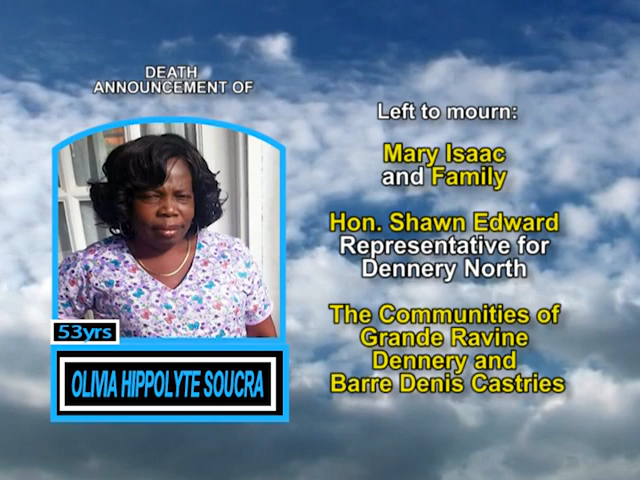 DEATH
ANNOUNCEMENT OF
53yrs
OLIVIA HIPPOLYTE SOUCRA
Left to mourn:
Mary Isaac
and Family
Hon. Shawn Edward
Representative for
Dennery North
The Communities of
Grande Ravine
Dennery and
Barre Denis Castries